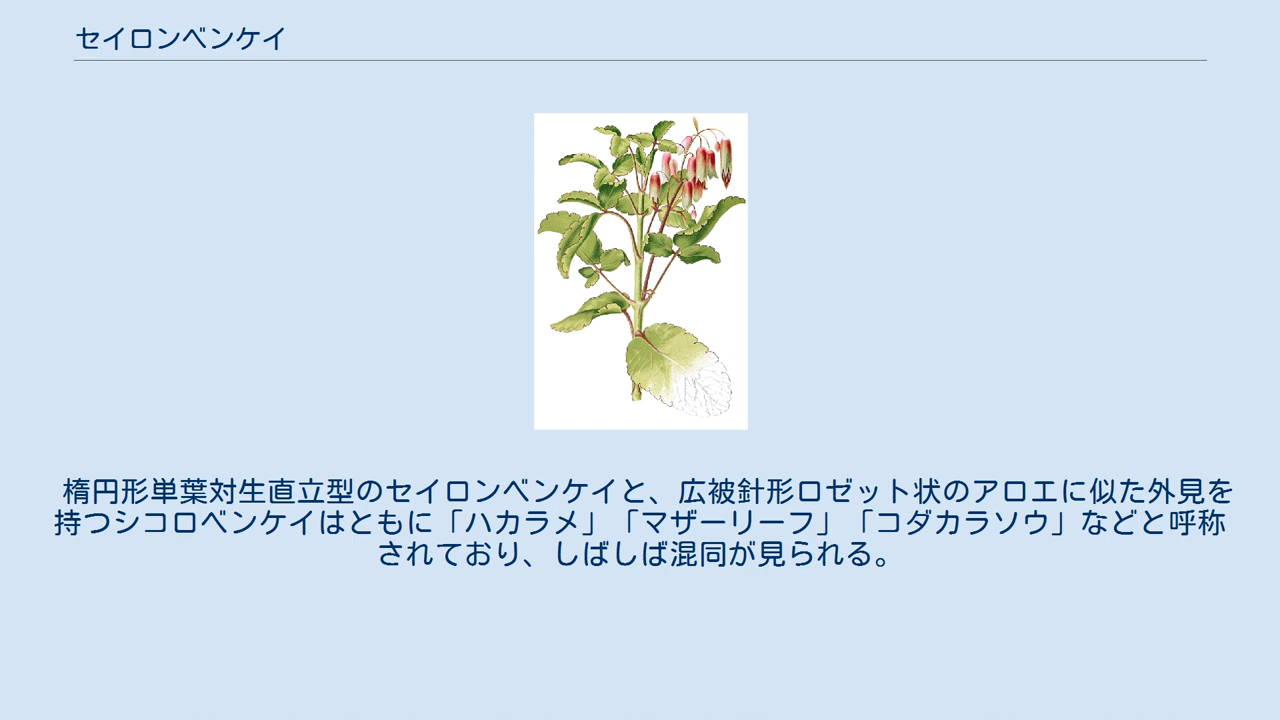 セイロンベンケイ
楕円形単葉対生直立型のセイロンベンケイと、広被針形ロゼット状のアロエに似た外見を
持つシコロベンケイはともに「ハカラメ」「マザーリーフ」「コダカラソウ」などと呼称
されており、しばしば混同が見られる。